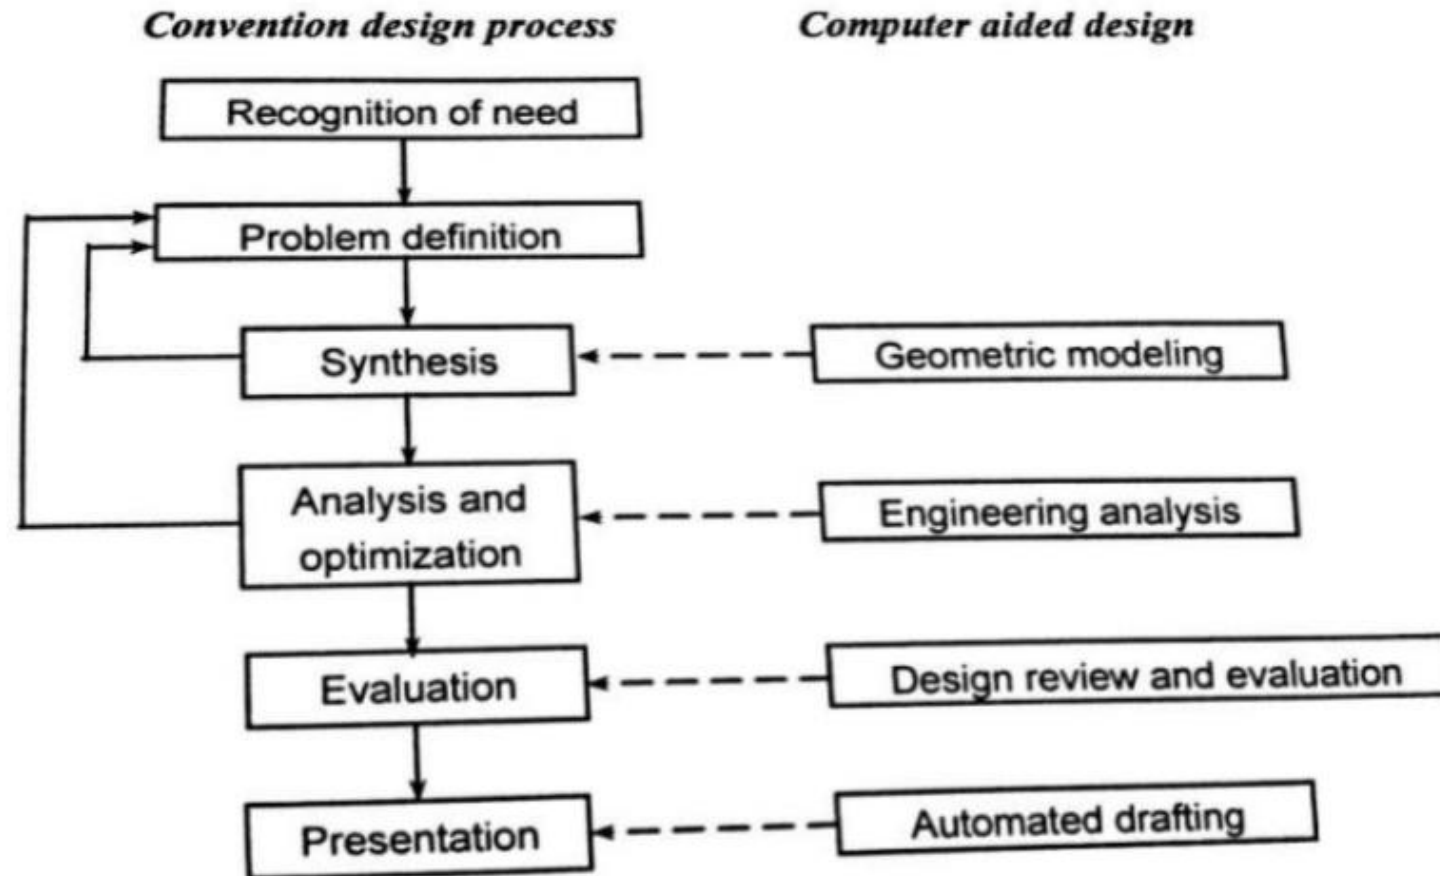 Convention design process
Computer aided design
Recognition of need
Problem definition
Synthesis
Geometric modeling
Analysis and
optimization
Engineering analysis
Evaluation
Design review and evaluation
Presentation
Automated drafting